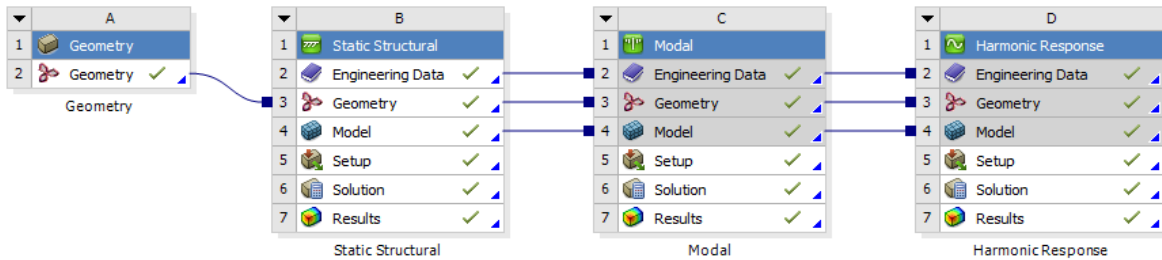 A
1 Geometry
2 Geometry
Geometry
B
1 Static Structural
2 Engineering Data
3 Geometry
4 Model
5 Setup
6 Solution
7 Results
Static Structural
C
1 Modal
2 Engineering Data
3 Geometry
4 Model
5 Setup
6 Solution
7 Results
Modal
D
1 Harmonic Response
2 Engineering Data
3 Geometry
4 Model
5 Setup
6 Solution
7 Results
Harmonic Response